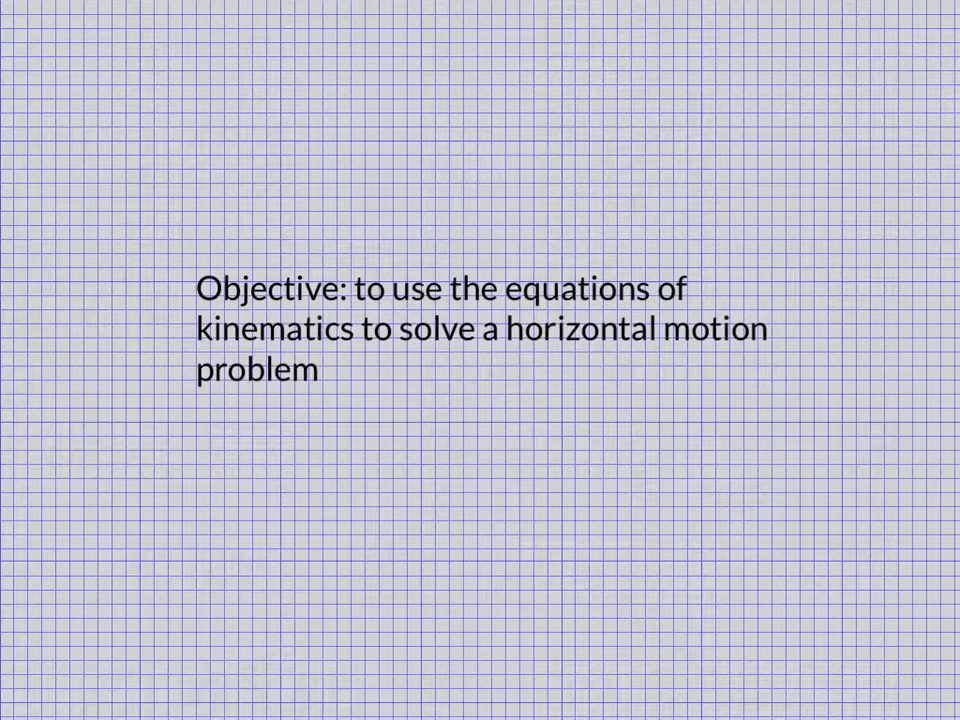 Objective: to use the equations of
kinematics to solve a horizontal motion
problem